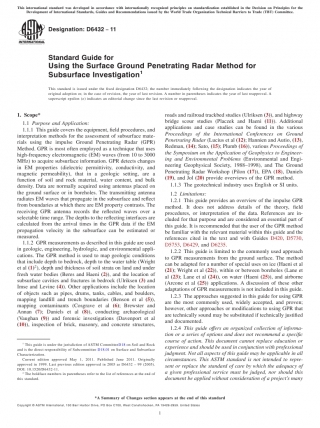 This international standard was developed in accordance with internationally recognized principles on standardization established in the Decision on Principles for the
Development of International Standards, Guides and Recommendations issued by the World Trade Organization Technical Barriers to Trade (TBT) Committee.
Designation: D6432 − 11
Standard Guide for
Using the Surface Ground Penetrating Radar Method for
Subsurface Investigation1
This standard is issued under the fixed designation D6432; the number immediately following the designation indicates the year of
original adoption or, in the case of revision, the year of last revision. A number in parentheses indicates the year of last reapproval. A
superscript epsilon (´) indicates an editorial change since the last revision or reapproval.
1. Scope*
1.1 Purpose and Application:
1.1.1 This guide covers the equipment, field procedures, and
interpretation methods for the assessment of subsurface mate-
rials using the impulse Ground Penetrating Radar (GPR)
Method. GPR is most often employed as a technique that uses
high-frequency electromagnetic (EM) waves (from 10 to 3000
MHz) to acquire subsurface information. GPR detects changes
in EM properties (dielectric permittivity, conductivity, and
magnetic permeability), that in a geologic setting, are a
function of soil and rock material, water content, and bulk
density. Data are normally acquired using antennas placed on
the ground surface or in boreholes. The transmitting antenna
radiates EM waves that propagate in the subsurface and reflect
from boundaries at which there are EM property contrasts. The
receiving GPR antenna records the reflected waves over a
selectable time range. The depths to the reflecting interfaces are
calculated from the arrival times in the GPR data if the EM
propagation velocity in the subsurface can be estimated or
measured.
1.1.2 GPR measurements as described in this guide are used
in geologic, engineering, hydrologic, and environmental appli-
cations. The GPR method is used to map geologic conditions
that include depth to bedrock, depth to the water table (Wright
et al (1)2), depth and thickness of soil strata on land and under
fresh water bodies (Beres and Haeni (2)), and the location of
subsurface cavities and fractures in bedrock (Ulriksen (3) and
Imse and Levine (4)). Other applications include the location
of objects such as pipes, drums, tanks, cables, and boulders,
mapping landfill and trench boundaries (Benson et al (5)),
mapping contaminants (Cosgrave et al (6); Brewster and
Annan (7); Daniels et al (8)), conducting archaeological
(Vaughan (9)) and forensic investigations (Davenport et al
(10)), inspection of brick, masonry, and concrete structures,
roads and railroad trackbed studies (Ulriksen (3)), and highway
bridge scour studies (Placzek and Haeni (11)). Additional
applications and case studies can be found in the various
Proceedings of the International Conferences on Ground
Penetrating Radar (Lucius et al (12); Hannien and Autio, (13),
Redman, (14); Sato, (15); Plumb (16)), various Proceedings of
the Symposium on the Application of Geophysics to Engineer-
ing and Environmental Problems (Environmental and Engi-
neering Geophysical Society, 1988–1998), and The Ground
Penetrating Radar Workshop (Pilon (17)), EPA (18), Daniels
(19), and Jol (20) provide overviews of the GPR method.
1.1.3 The geotechnical industry uses English or SI units.
1.2 Limitations:
1.2.1 This guide provides an overview of the impulse GPR
method. It does not address details of the theory, field
procedures, or interpretation of the data. References are in-
cluded for that purpose and are considered an essential part of
this guide. It is recommended that the user of the GPR method
be familiar with the relevant material within this guide and the
references cited in the text and with Guides D420, D5730,
D5753, D6429, and D6235.
1.2.2 This guide is limited to the commonly used approach
to GPR measurements from the ground surface. The method
can be adapted for a number of special uses on ice (Haeni et al
(21); Wright et al (22)), within or between boreholes (Lane et
al (23); Lane et al (24)), on water (Haeni (25)), and airborne
(Arcone et al (25)) applications. A discussion of these other
adaptations of GPR measurements is not included in this guide.
1.2.3 The approaches suggested in this guide for using GPR
are the most commonly used, widely accepted, and proven;
however, other approaches or modifications to using GPR that
are technically sound may be substituted if technically justified
and documented.
1.2.4 This guide offers an organized collection of informa-
tion or a series of options and does not recommend a specific
course of action. This document cannot replace education or
experience and should be used in conjunction with professional
judgment. Not all aspects of this guide may be applicable in all
circumstances. This ASTM standard is not intended to repre-
sent or replace the standard of care by which the adequacy of
a given professional service must be judged, nor should this
document be applied without consideration of a project's many
1 This guide is under the jurisdiction of ASTM Committee D18 on Soil and Rock
and is the direct responsibility of Subcommittee D18.01 on Surface and Subsurface
Characterization.
Current edition approved May 1, 2011. Published June 2011. Originally
approved in 1999. Last previous edition approved in 2005 as D6432 – 99 (2005).
DOI: 10.1520/D6432-11.
2 The boldface numbers in parentheses refer to the list of references at the end of
this standard.
*A Summary of Changes section appears at the end of this standard
1